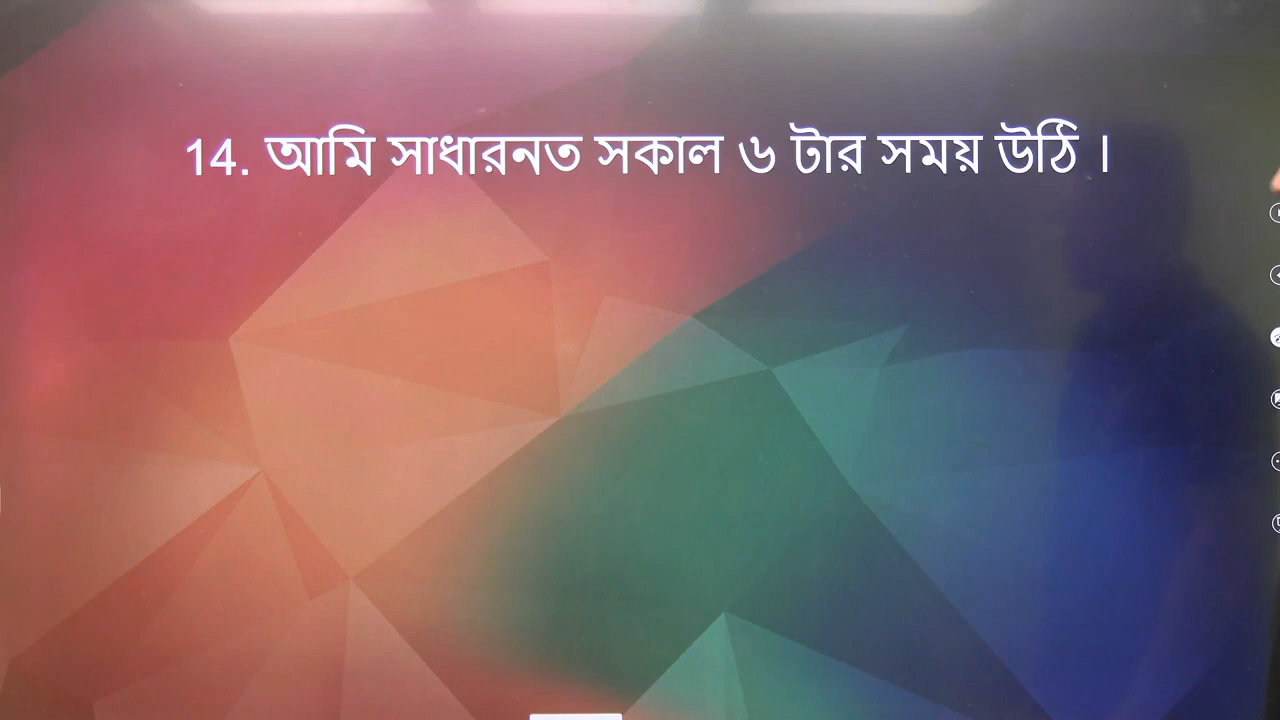 14. আমি সাধারনত সকাল ৬ টার সময় উঠি ।